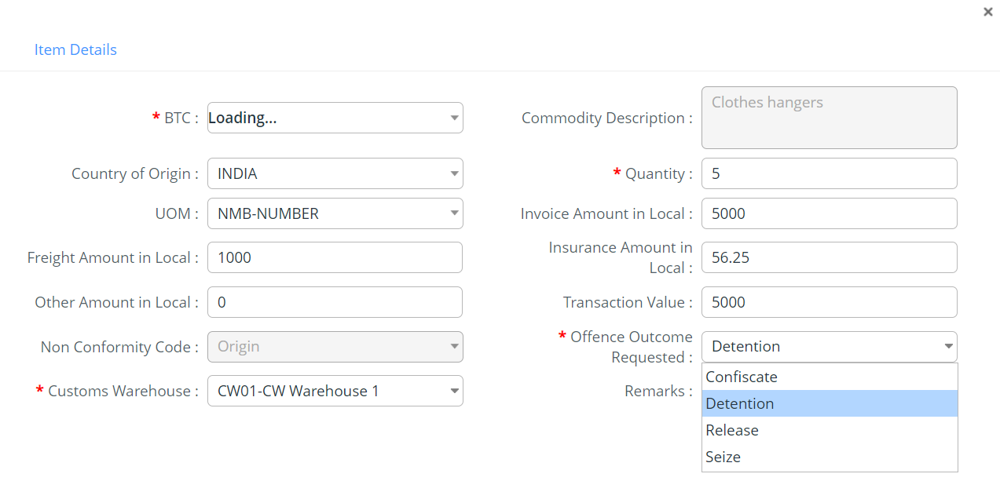 ×
Item Details
* BTC : Loading...
Commodity Description : Clothes hangers
Country of Origin : INDIA
* Quantity : 5
UOM : NMB-NUMBER
Invoice Amount in Local : 5000
Freight Amount in Local : 1000
Insurance Amount in
Local : 56.25
Other Amount in Local : 0
Transaction Value : 5000
Non Conformity Code : Origin
* Offence Outcome
Requested : Detention
* Customs Warehouse : CW01-CW Warehouse 1
Remarks :
Confiscate
Detention
Release
Seize